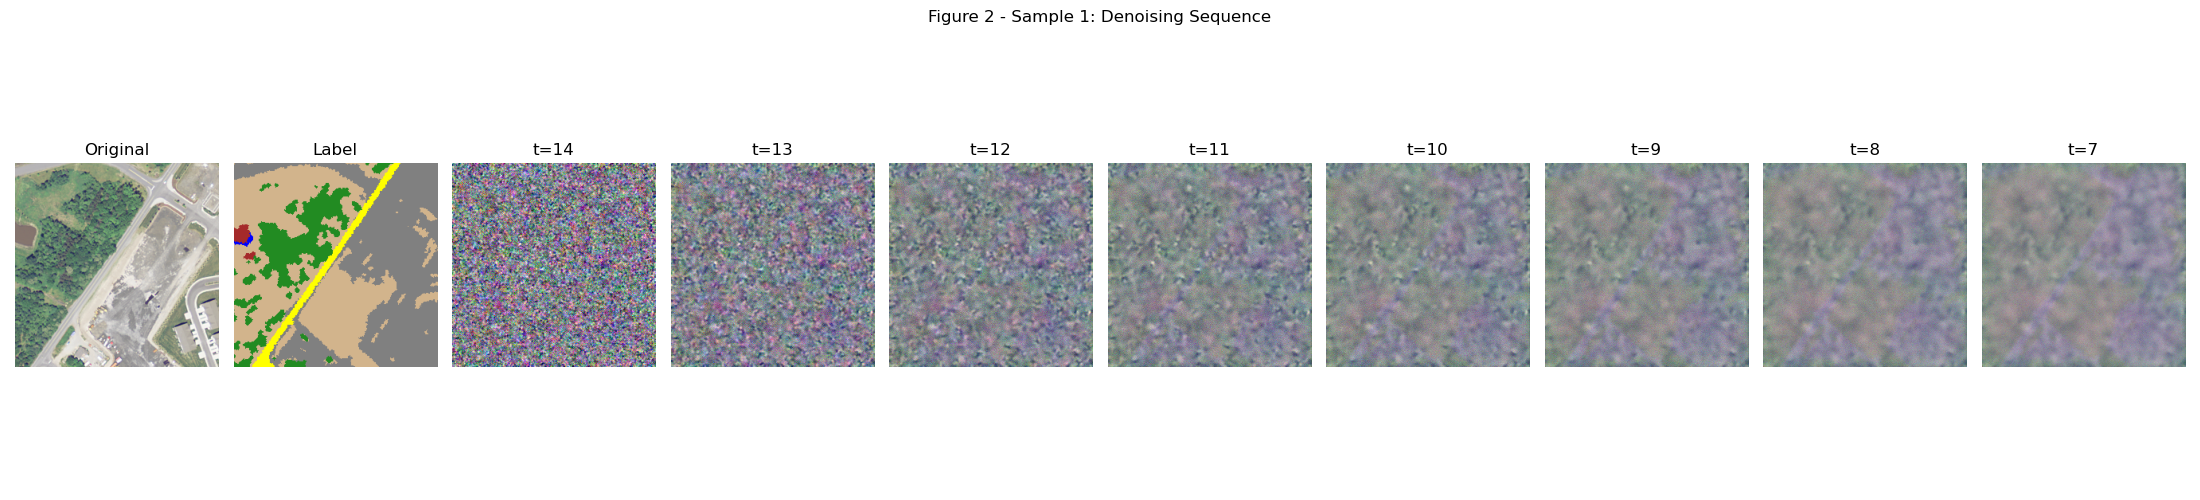 Figure 2 - Sample 1: Denoising Sequence
Original Label t=14 t=13 t=12 t=11 t=10 t=9 t=8 t=7